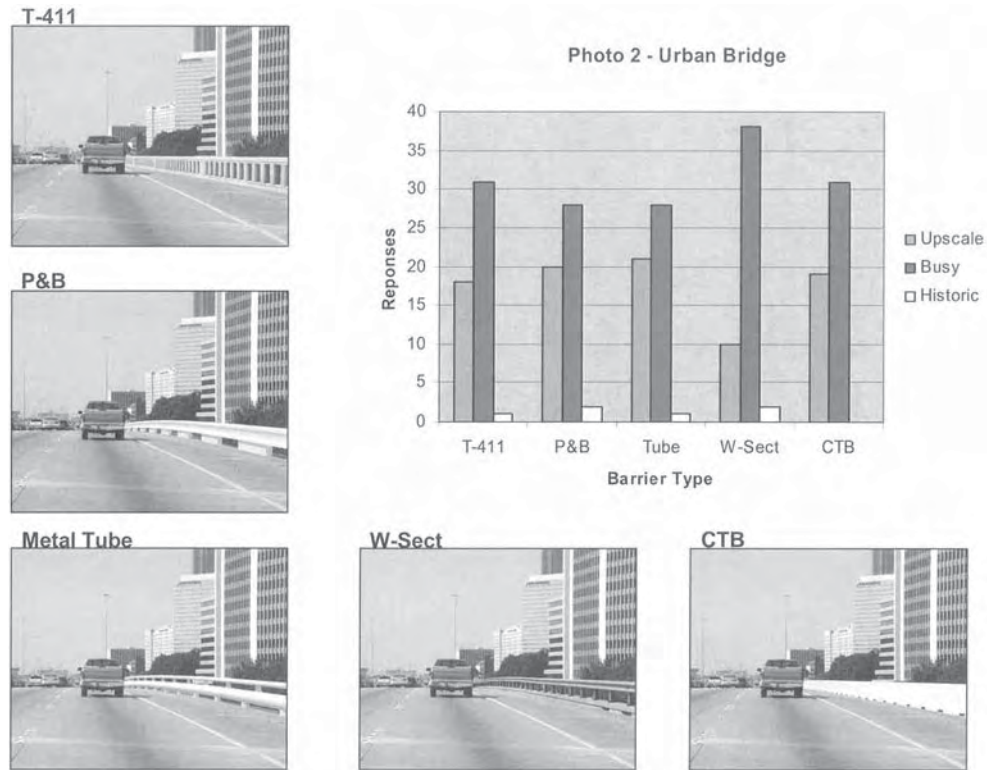 T-411
Photo 2 - Urban Bridge
40
35
30
25
20
15
10
5
0
Reponses
T-411
P&B
Tube
W-Sect
CTB
Barrier Type
Upscale
Busy
Historic
P&B
Metal Tube
W-Sect
CTB